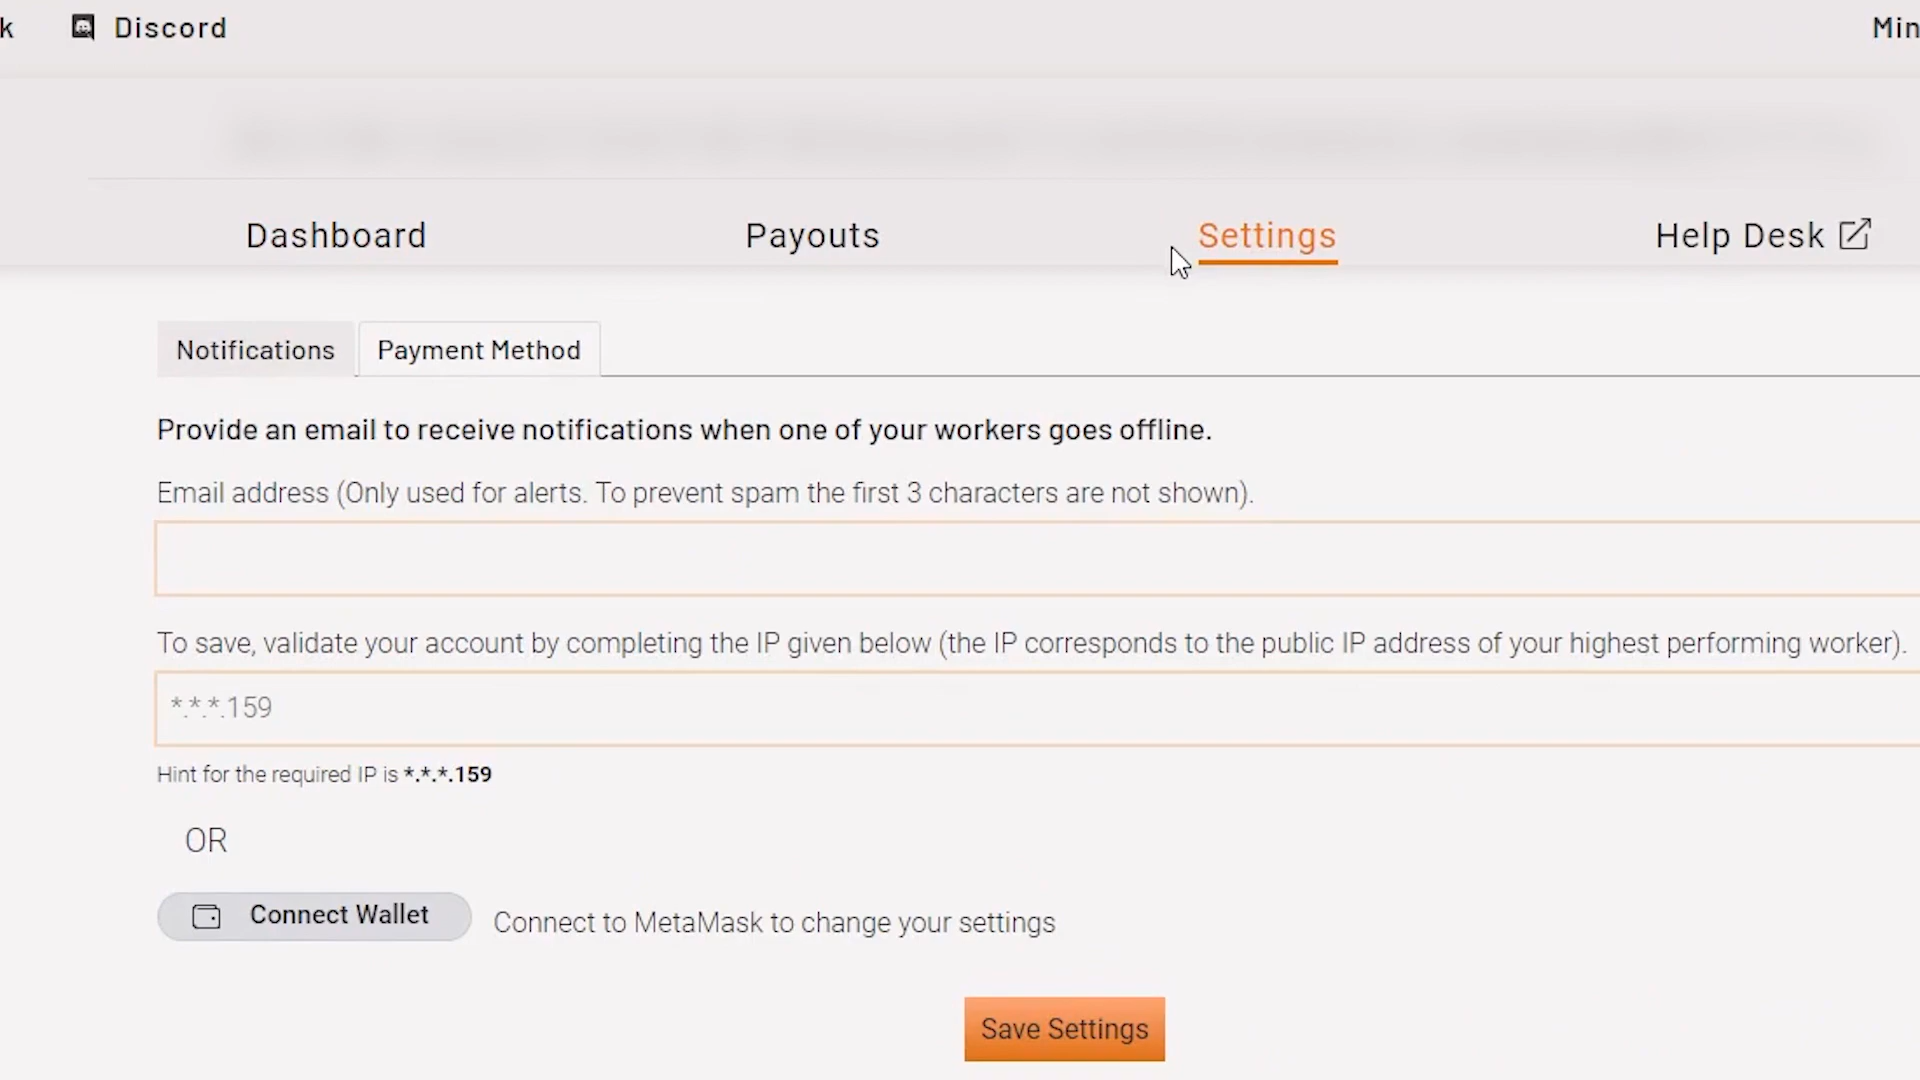 k Discord Min
Dashboard Payouts Settings Help Desk
Notifications Payment Method
Provide an email to receive notifications when one of your workers goes offline.
Email address (Only used for alerts. To prevent spam the first 3 characters are not shown).
To save, validate your account by completing the IP given below (the IP corresponds to the public IP address of your highest performing worker).
*.*.*.159
Hint for the required IP is *.*.*.159
OR
Connect Wallet Connect to MetaMask to change your settings
Save Settings